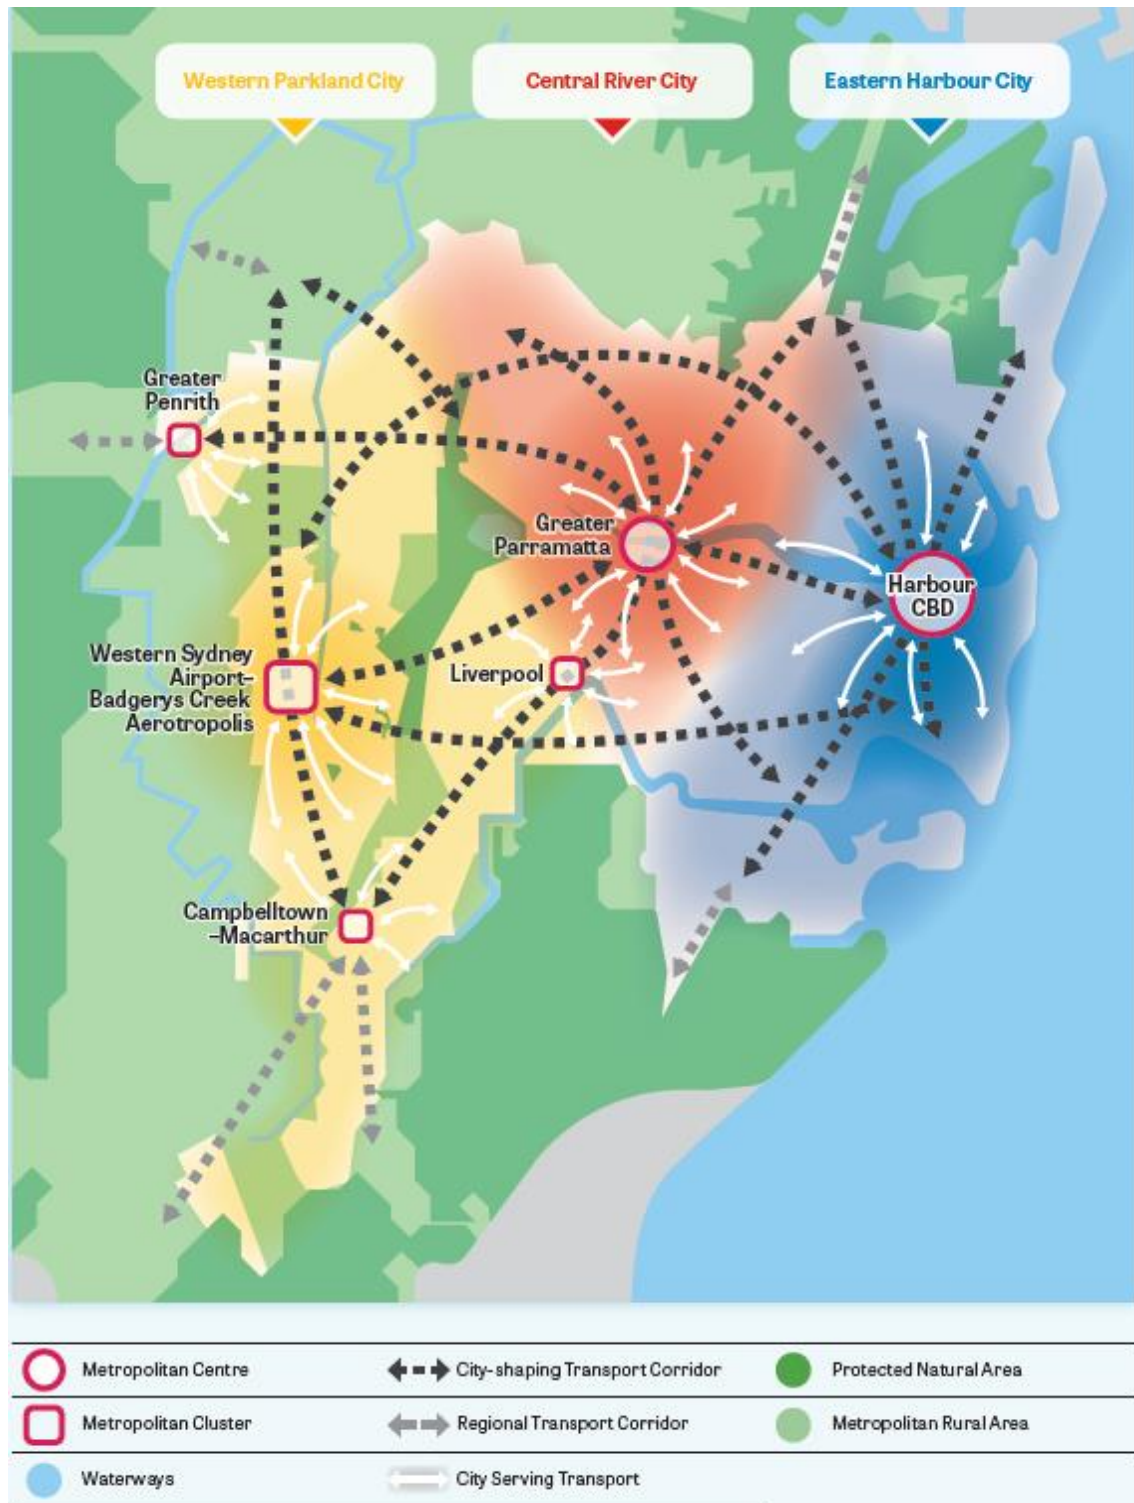 Western Parkland City
Central River City
Eastern Harbour City
Greater
Penrith
Greater
Parramatta
Harbour
CBD
Western Sydney
Airport–
Badgerys Creek
Aerotropolis
Liverpool
Campbelltown
–Macarthur
Metropolitan Centre
City-shaping Transport Corridor
Protected Natural Area
Metropolitan Cluster
Regional Transport Corridor
Metropolitan Rural Area
Waterways
City Serving Transport